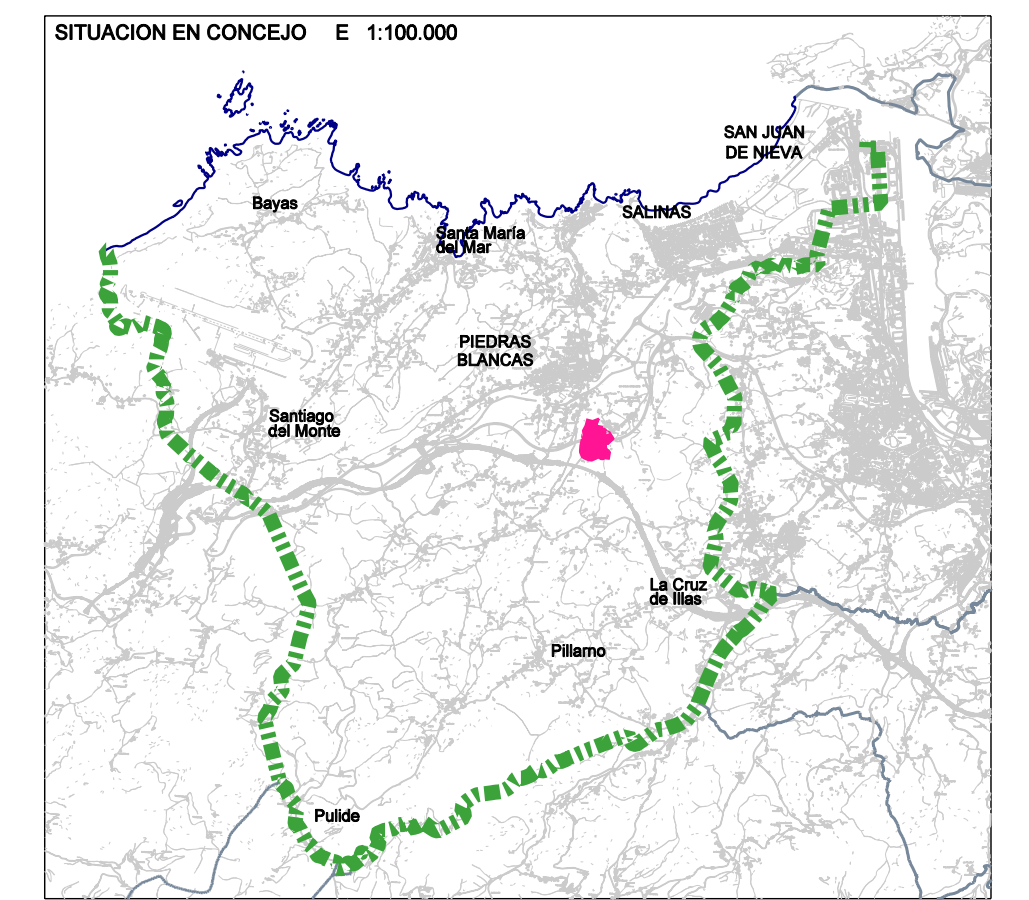 SITUACION EN CONCEJO E 1:100.000
SAN JUAN
DE NIEVA
Bayas
SALINAS
Santa María
del Mar
PIEDRAS
BLANCAS
Santiago
del Monte
La Cruz
de Illas
Pillarno
Pulide